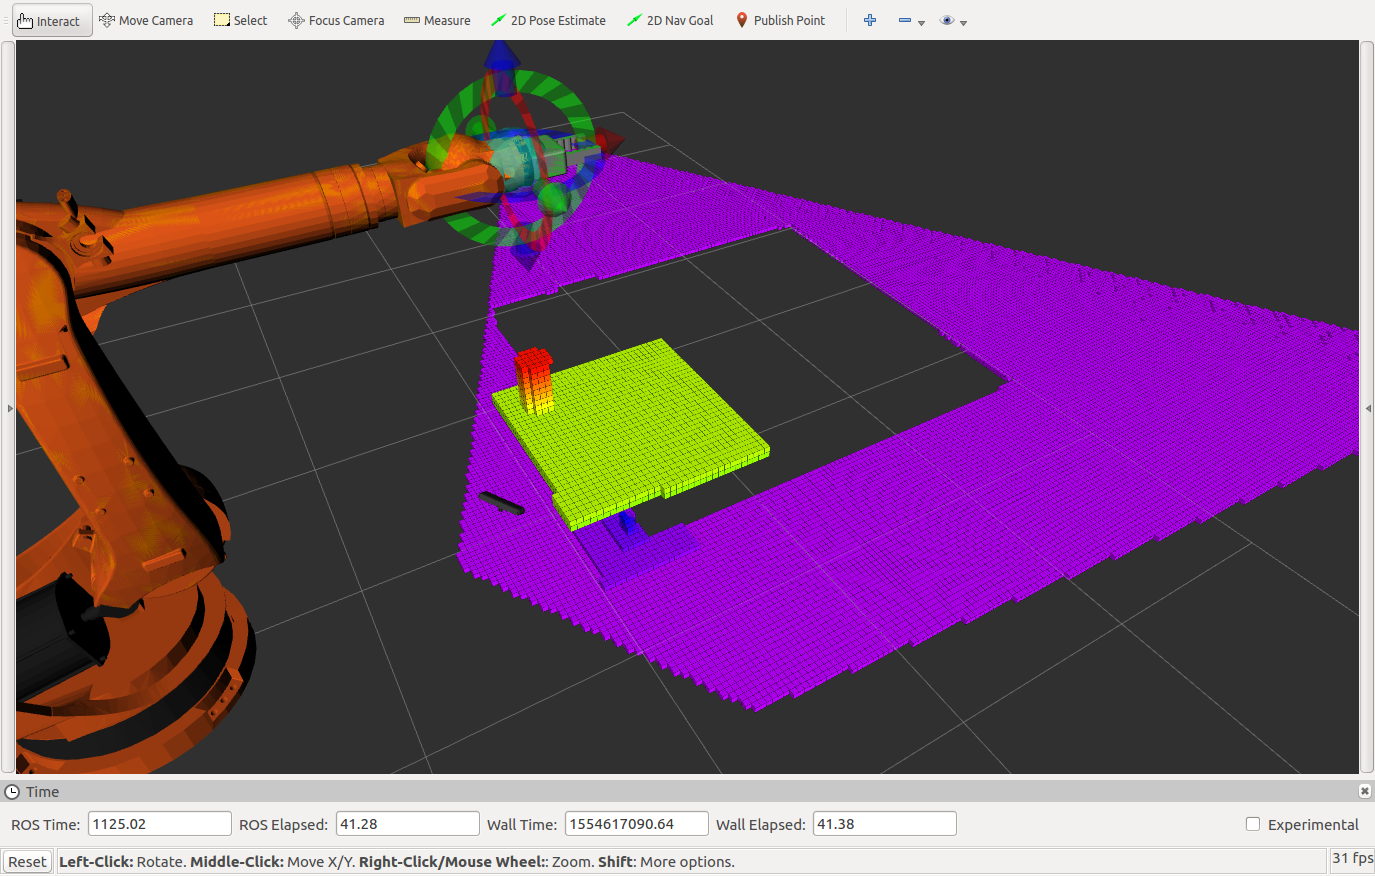 Interact Move Camera Select Focus Camera Measure 2D Pose Estimate 2D Nav Goal Publish Point
Time
ROS Time: 1125.02 ROS Elapsed: 41.28 Wall Time: 1554617090.64 Wall Elapsed: 41.38 Experimental
Reset Left-Click: Rotate. Middle-Click: Move X/Y. Right-Click/Mouse Wheel:: Zoom. Shift: More options. 31 fps